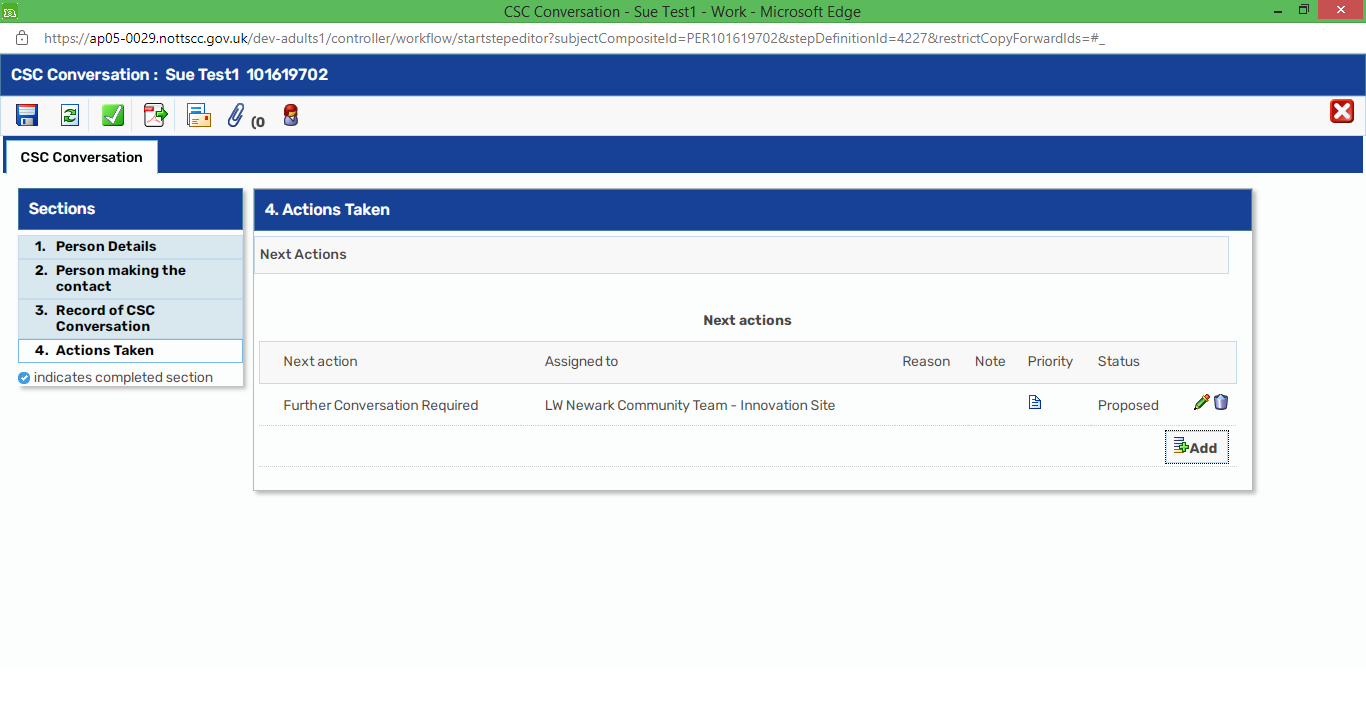 CSC Conversation - Sue Test1 - Work - Microsoft Edge
https://ap05-0029.nottscc.gov.uk/dev-adults1/controller/workflow/startstepeditor?subjectCompositeId=PER101619702&stepDefinitionId=4227&restrictCopyForwardIds=#_
CSC Conversation : Sue Test1 101619702
(0
CSC Conversation
Sections
1. Person Details
2. Person making the
contact
3. Record of CSC
Conversation
4. Actions Taken
indicates completed section
4. Actions Taken
Next Actions
Next actions
Next action Assigned to Reason Note Priority Status
Further Conversation Required LW Newark Community Team - Innovation Site Proposed
Add